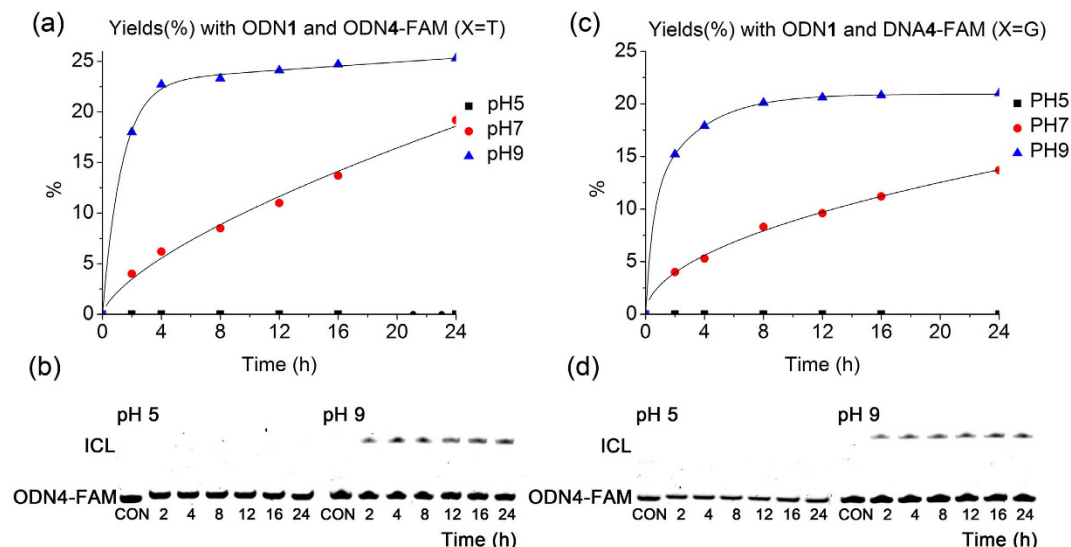 (a)
Yields(%) with ODN1 and ODN4-FAM (X=T)
25
20
15
10
5
0
%
0 4 8 12 16 20 24
Time (h)
pH5
pH7
pH9
(c)
Yields(%) with ODN1 and DNA4-FAM (X=G)
25
20
15
10
5
0
%
0 4 8 12 16 20 24
Time (h)
PH5
PH7
PH9
(b)
pH 5
pH 9
ICL
ODN4-FAM
CON 2 4 8 12 16 24 CON 2 4 8 12 16 24
Time (h)
(d)
pH 5
pH 9
ICL
ODN4-FAM
CON 2 4 8 12 16 24 CON 2 4 8 12 16 24
Time (h)